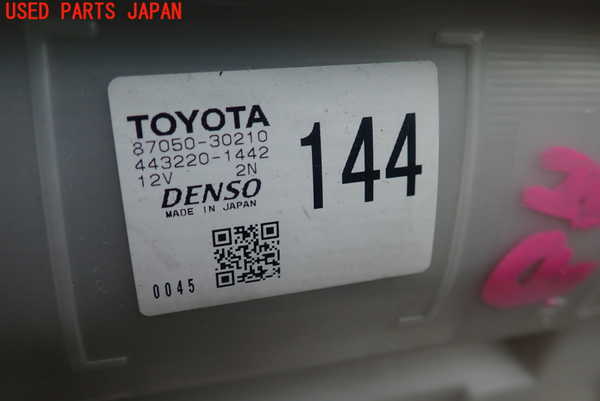 USED PARTS JAPAN
TOYOTA
87050-30210
443220-1442
12V 2N
DENSO
MADE IN JAPAN
144
0045